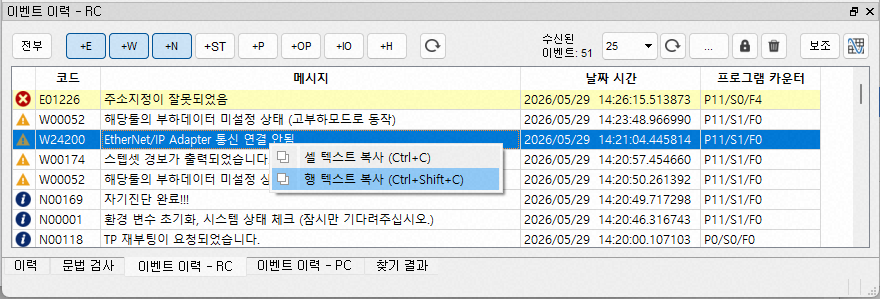 이벤트 이력 - RC
전부 +E +W +N +ST +P +OP +IO +H 수신된 이벤트: 51 25 ... 보조
코드 메시지 날짜 시간 프로그램 카운터
E01226 주소지정이 잘못되었음 2026/05/29 14:26:15.513873 P11/S0/F4
W00052 해당툴의 부하데이터 미설정 상태 (고부하모드로 동작) 2026/05/29 14:23:48.966990 P11/S1/F0
W24200 EtherNet/IP Adapter 통신 연결 안됨 2026/05/29 14:21:04.445814 P11/S1/F0
W00174 스텝셋 경보가 출력되었습니다 2026/05/29 14:20:57.454660 P11/S1/F0
W00052 해당툴의 부하데이터 미설정 2026/05/29 14:20:50.261392 P11/S1/F0
N00169 자기진단 완료!!! 2026/05/29 14:20:49.717298 P11/S1/F0
N00001 환경 변수 초기화, 시스템 상태 체크 (잠시만 기다려주십시오.) 2026/05/29 14:20:46.316743 P11/S1/F0
N00118 TP 재부팅이 요청되었습니다. 2026/05/29 14:20:00.107103 P0/S0/F0
셀 텍스트 복사 (Ctrl+C)
행 텍스트 복사 (Ctrl+Shift+C)
이력 문법 검사 이벤트 이력 - RC 이벤트 이력 - PC 찾기 결과